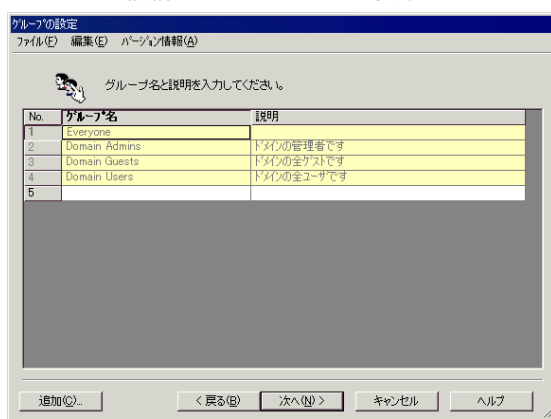 ｸﾞﾙｰﾌﾟの設定
ﾌｧｲﾙ(F) 編集(E) ﾊﾞｰｼﾞｮﾝ情報(A)
グループ名と説明を入力してください。
No. ｸﾞﾙｰﾌﾟ名 説明
1 Everyone
2 Domain Admins ﾄﾞﾒｲﾝの管理者です
3 Domain Guests ﾄﾞﾒｲﾝの全ｹﾞｽﾄです
4 Domain Users ﾄﾞﾒｲﾝの全ﾕｰｻﾞです
5
追加(C)... < 戻る(B) 次へ(N) > キャンセル ヘルプ